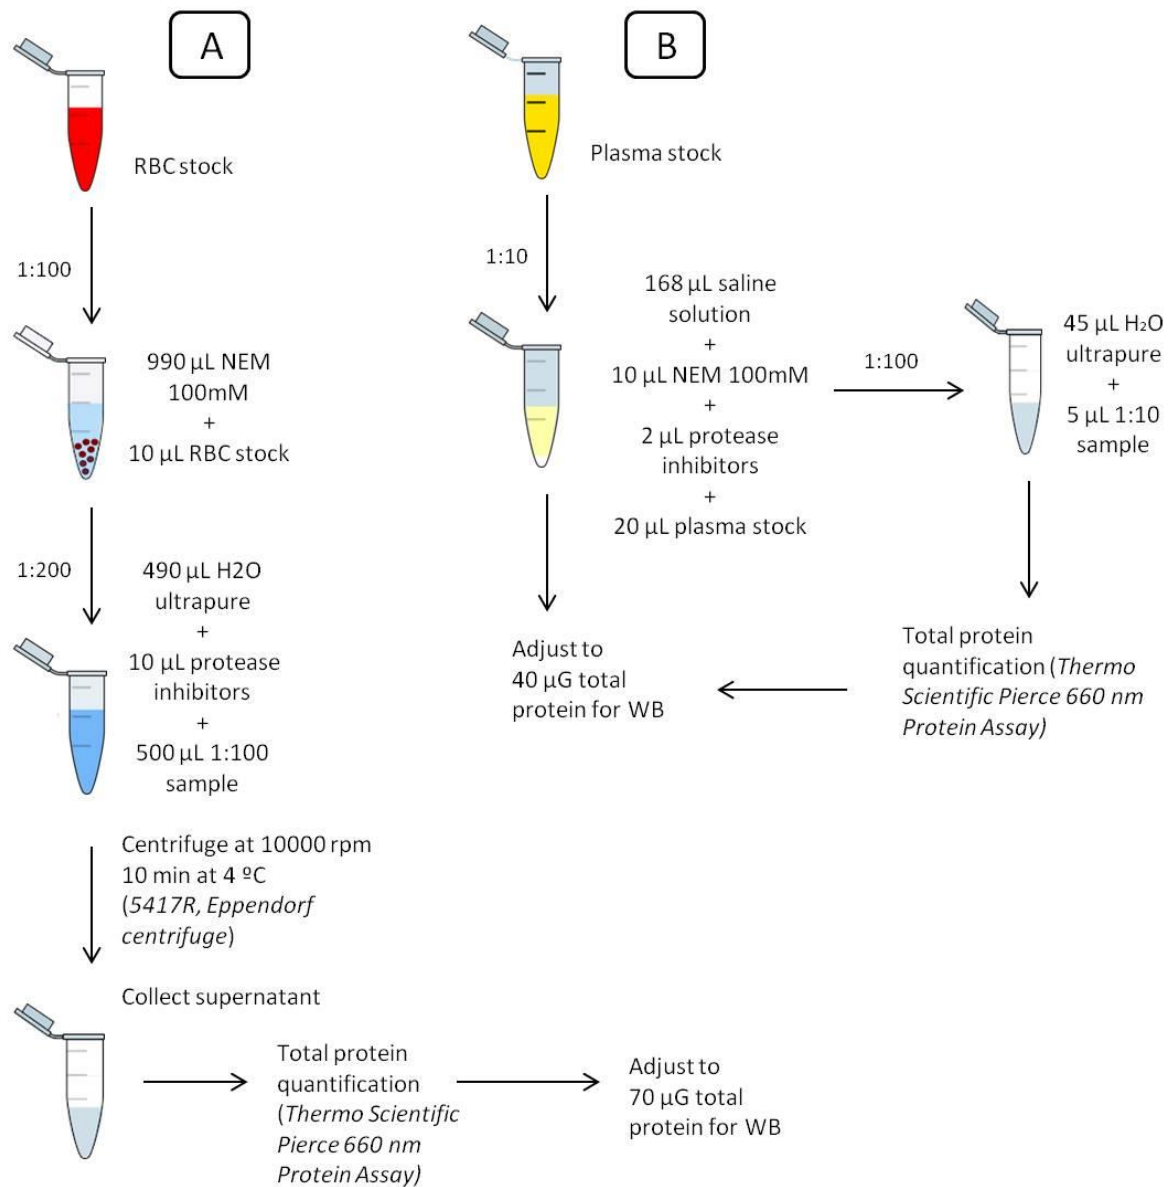 A
RBC stock
1:100
990 µL NEM
100mM
+
10 µL RBC stock
1:200
490 µL H2O
ultrapure
+
10 µL protease
inhibitors
+
500 µL 1:100
sample
Centrifuge at 10000 rpm
10 min at 4 ºC
(5417R, Eppendorf
centrifuge)
Collect supernatant
Total protein
quantification
(Thermo Scientific
Pierce 660 nm
Protein Assay)
Adjust to
70 µG total
protein for WB
B
Plasma stock
1:10
168 µL saline
solution
+
10 µL NEM 100mM
+
2 µL protease
inhibitors
+
20 µL plasma stock
1:100
45 µL H₂O
ultrapure
+
5 µL 1:10
sample
Total protein
quantification (Thermo
Scientific Pierce 660 nm
Protein Assay)
Adjust to
40 µG total
protein for WB